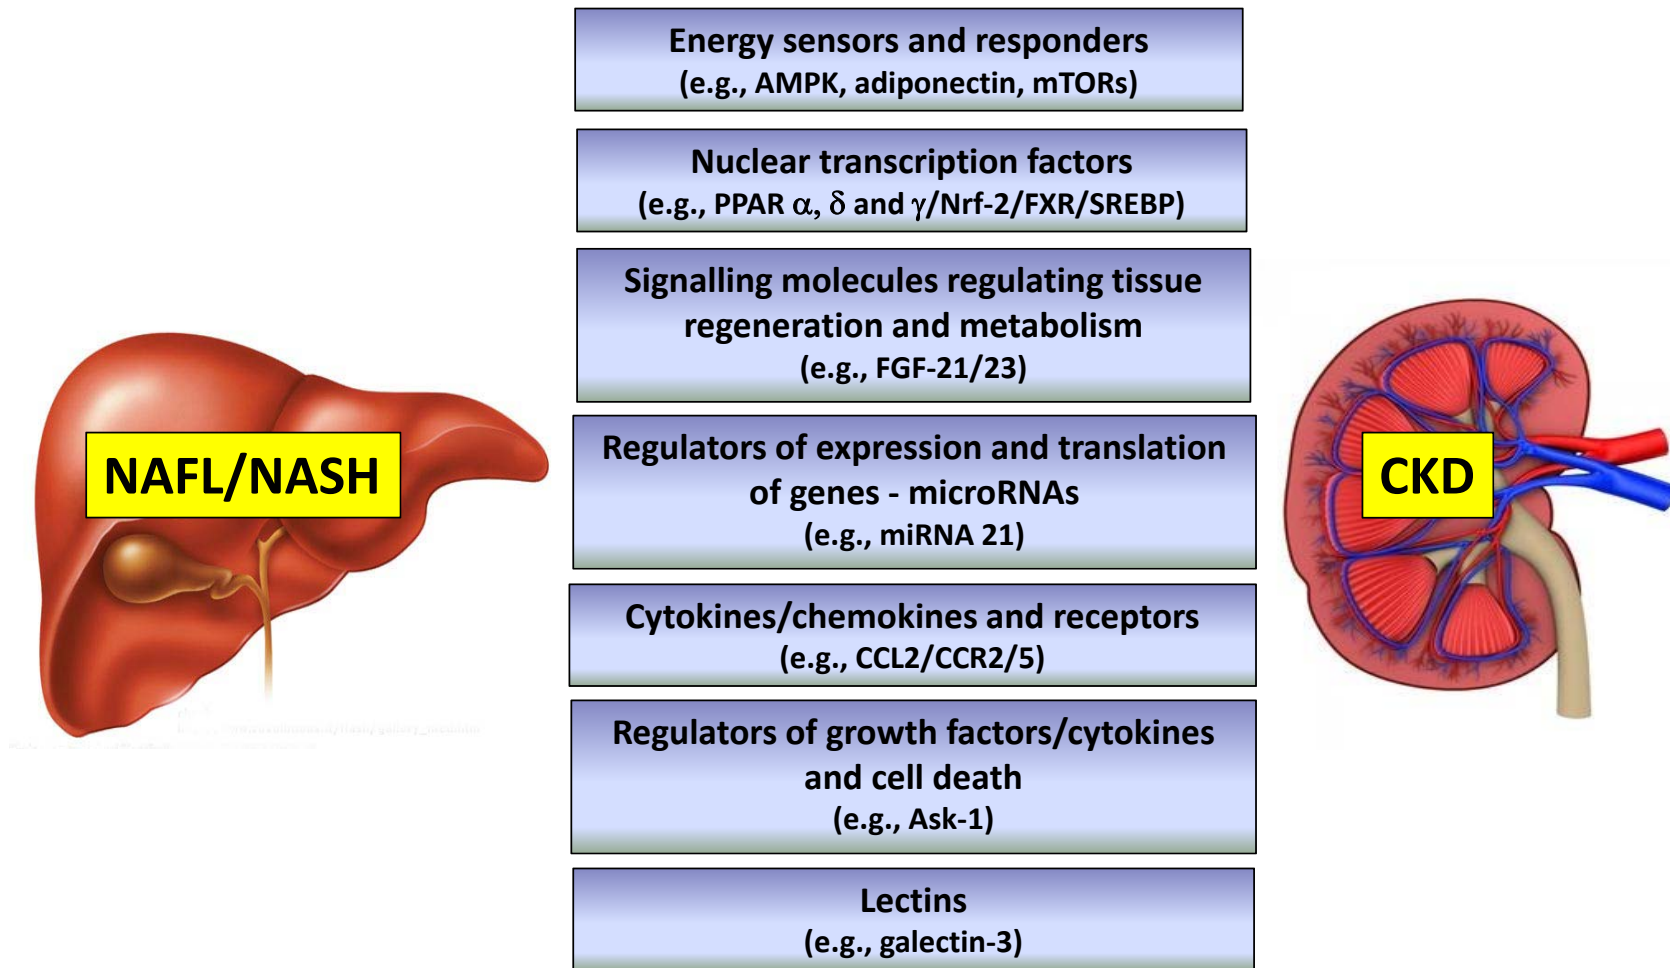 Energy sensors and responders
(e.g., AMPK, adiponectin, mTORs)
Nuclear transcription factors
(e.g., PPAR α, δ and γ/Nrf-2/FXR/SREBP)
Signalling molecules regulating tissue
regeneration and metabolism
(e.g., FGF-21/23)
NAFL/NASH
Regulators of expression and translation
of genes - microRNAs
(e.g., miRNA 21)
CKD
Cytokines/chemokines and receptors
(e.g., CCL2/CCR2/5)
Regulators of growth factors/cytokines
and cell death
(e.g., Ask-1)
Lectins
(e.g., galectin-3)